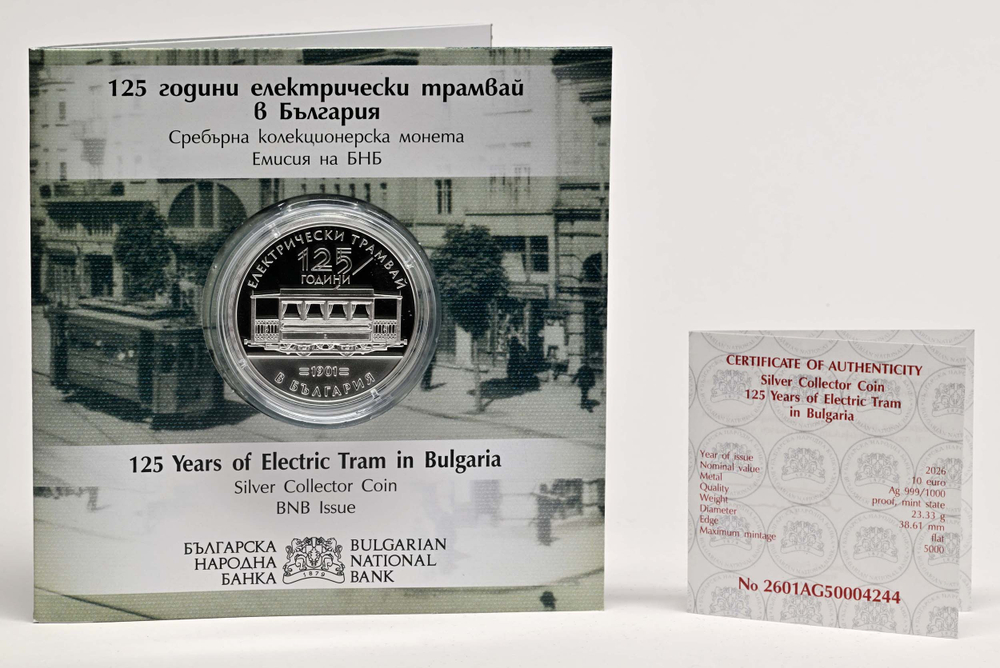 125 години електрически трамвай
в България
Сребърна колекционерска монета
Емисия на БНБ
ЕЛЕКТРИЧЕСКИ ТРАМВАЙ
125
ГОДИНИ
1901
В БЪЛГАРИЯ
125 Years of Electric Tram in Bulgaria
Silver Collector Coin
BNB Issue
БЪЛГАРСКА
НАРОДНА
БАНКА
1879
BULGARIAN
NATIONAL
BANK
CERTIFICATE OF AUTHENTICITY
Silver Collector Coin
125 Years of Electric Tram
in Bulgaria
Year of issue 2026
Nominal value 10 euro
Metal Ag 999/1000
Quality proof, mint state
Weight 23.33 g
Diameter 38.61 mm
Edge flat
Maximum mintage 5000
No 2601AG50004244